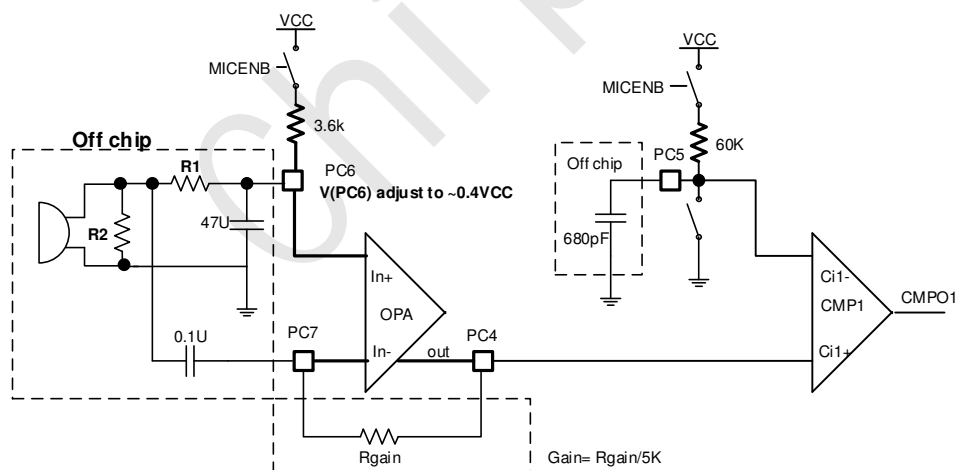 VCC
MICENB
3.6k
Off chip
R1
PC6
V(PC6) adjust to ~0.4VCC
R2
47U
In+
OPA
0.1U
PC7
In-
out
PC4
Rgain
Gain= Rgain/5K
VCC
MICENB
60K
Off chip
PC5
680pF
Ci1-
CMP1
Ci1+
CMPO1